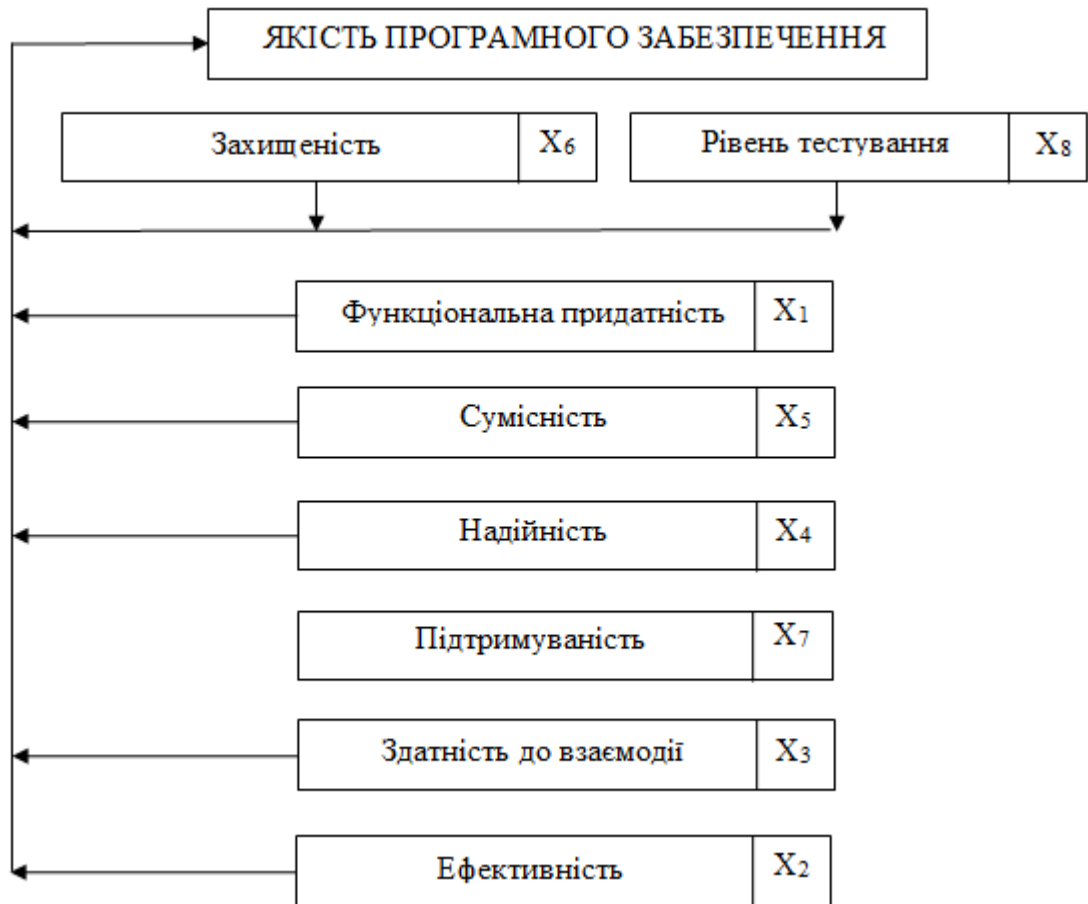 ЯКІСТЬ ПРОГРАМНОГО ЗАБЕЗПЕЧЕННЯ
Захищеність X6
Рівень тестування X8
Функціональна придатність X1
Сумісність X5
Надійність X4
Підтримуваність X7
Здатність до взаємодії X3
Ефективність X2